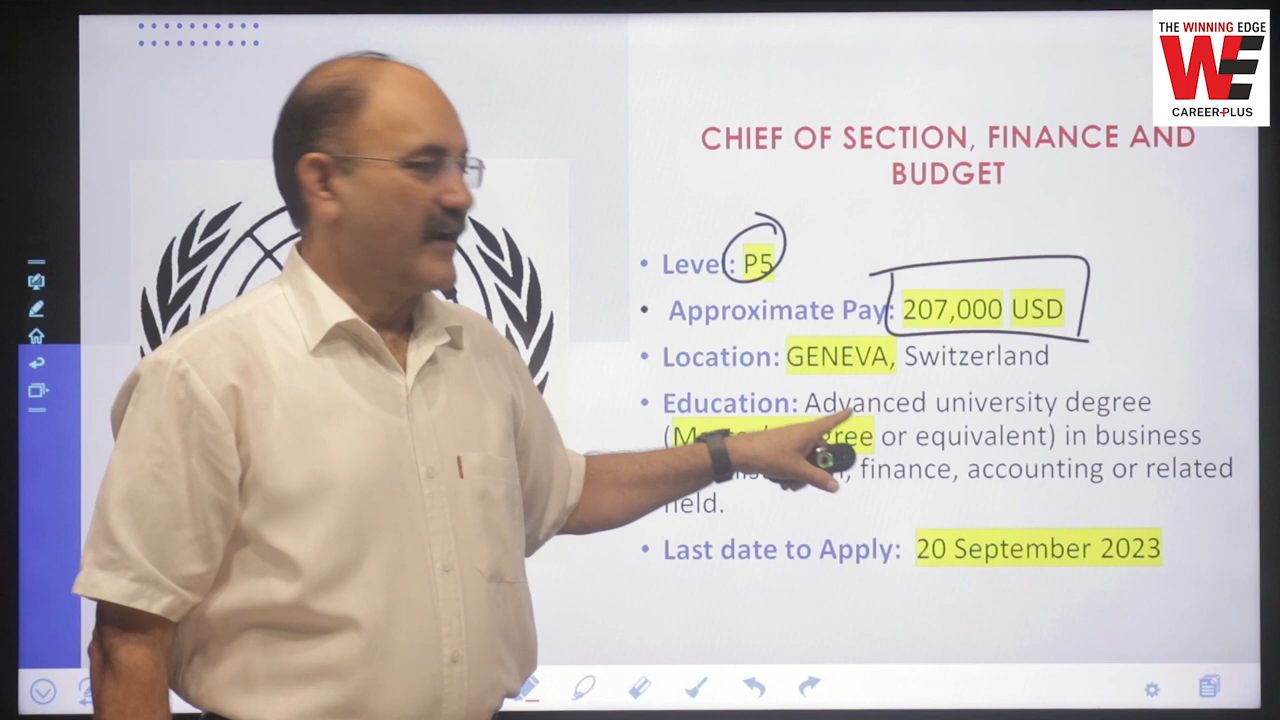 THE WINNING EDGE
WE
CAREER PLUS
CHIEF OF SECTION, FINANCE AND
BUDGET
• Level: P5
• Approximate Pay: 207,000 USD
• Location: GENEVA, Switzerland
• Education: Advanced university degree
or equivalent) in business
finance, accounting or related
field.
• Last date to Apply: 20 September 2023